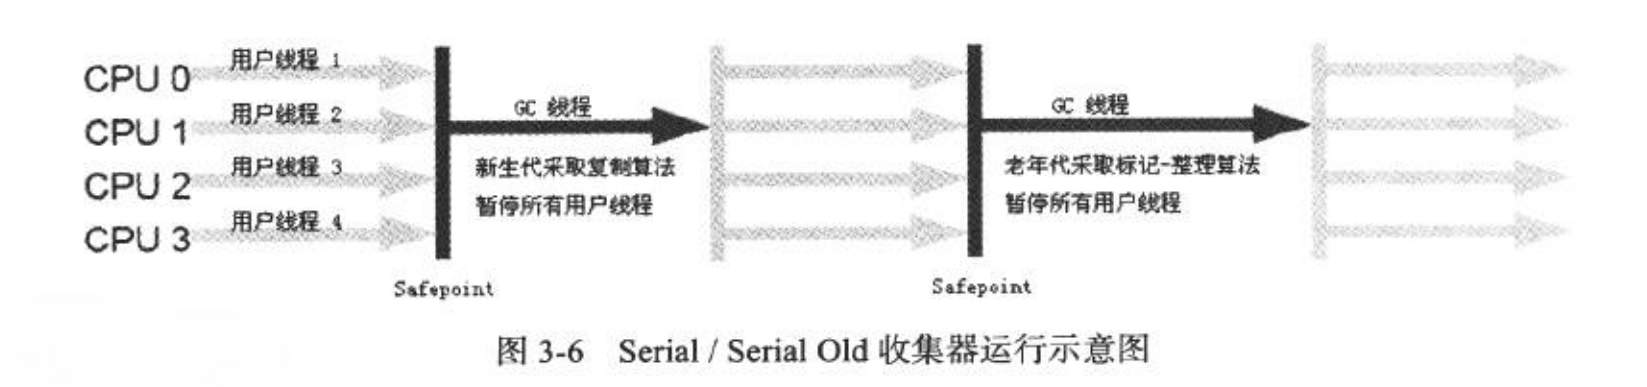 CPU 0 用户线程 1
CPU 1 用户线程 2
CPU 2 用户线程 3
CPU 3 用户线程 4
GC 线程
新生代采取复制算法
暂停所有用户线程
GC 线程
老年代采取标记-整理算法
暂停所有用户线程
Safepoint
Safepoint
图 3-6 Serial / Serial Old 收集器运行示意图